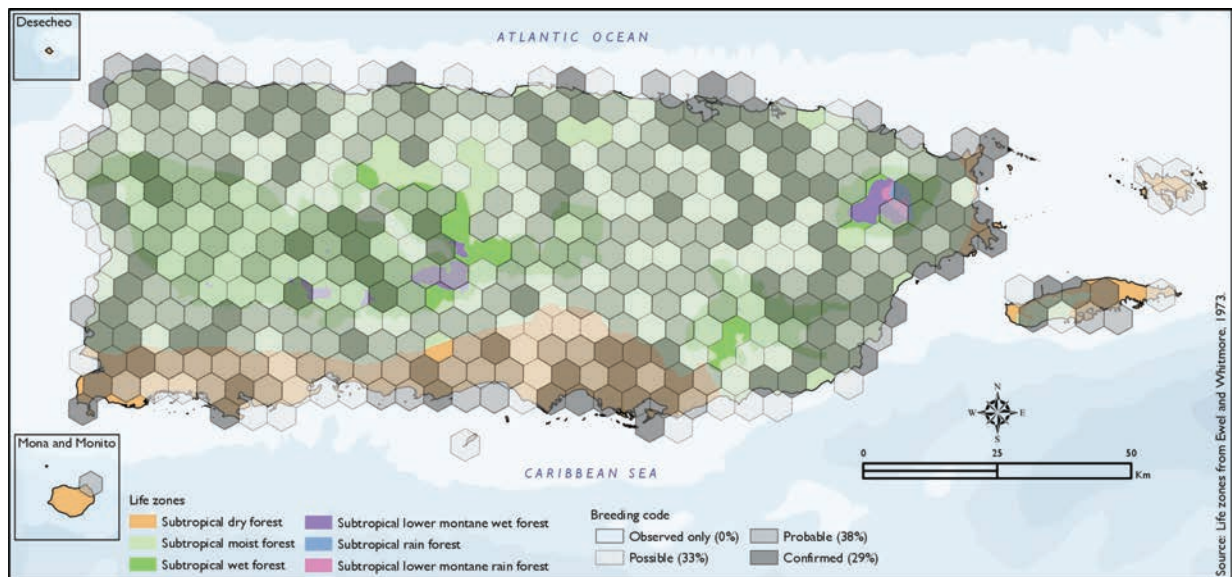 Desecheo
ATLANTIC OCEAN
N
W E
S
0 25 50
Km
CARIBBEAN SEA
Mona and Monito
Life zones
Subtropical dry forest
Subtropical moist forest
Subtropical wet forest
Subtropical lower montane wet forest
Subtropical rain forest
Subtropical lower montane rain forest
Breeding code
Observed only (0%)
Possible (33%)
Probable (38%)
Confirmed (29%)
Source: Life zones from Ewel and Whitmore, 1973.